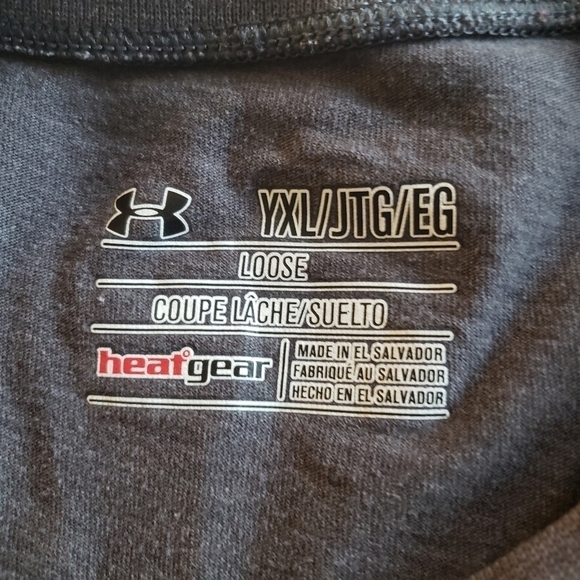 YXL/JTG/EG
LOOSE
COUPE LÂCHE/SUELTO
heatgear
MADE IN EL SALVADOR
FABRIQUÉ AU SALVADOR
HECHO EN EL SALVADOR